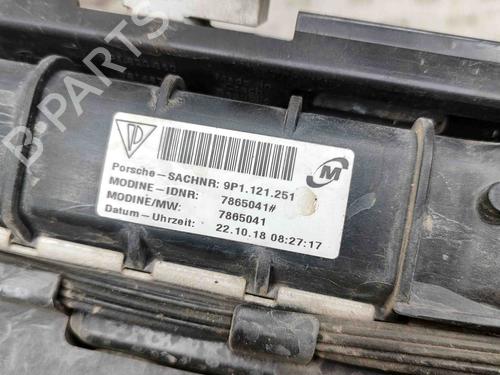 B-PARTS
Porsche-SACHNR: 9P1.121.251
MODINE-IDNR: 7865041#
MODINE/MW: 7865041
Datum-Uhrzeit: 22.10.18 08:27:17